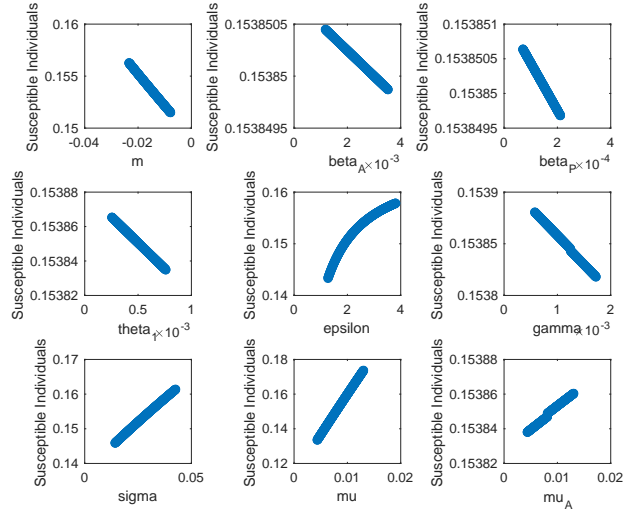 Susceptible Individuals
0.16
0.155
0.15
-0.04 -0.02 0
m
Susceptible Individuals
0.1538505
0.15385
0.1538495
0 2 4
beta_A ×10^-3
Susceptible Individuals
0.153851
0.1538505
0.15385
0.1538495
0 2 4
beta_P ×10^-4
Susceptible Individuals
0.15388
0.15386
0.15384
0.15382
0 0.5 1
theta_1 ×10^-3
Susceptible Individuals
0.16
0.15
0.14
0 2 4
epsilon
Susceptible Individuals
0.1539
0.15385
0.1538
0 2
gamma ×10^-3
Susceptible Individuals
0.17
0.16
0.15
0.14
0 0.05
sigma
Susceptible Individuals
0.18
0.16
0.14
0.12
0 0.01 0.02
mu
Susceptible Individuals
0.15388
0.15386
0.15384
0.15382
0 0.01 0.02
mu_A